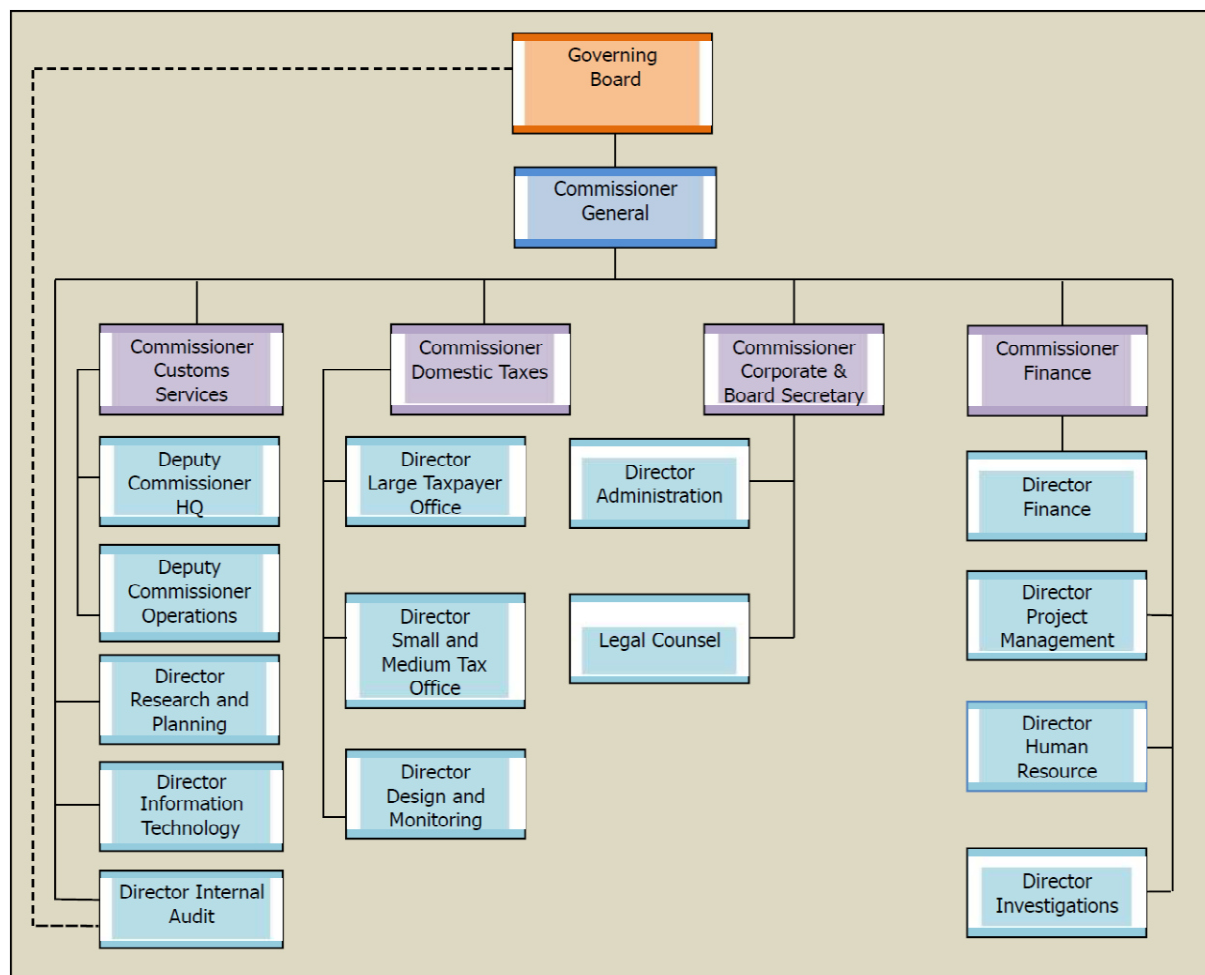 Governing
Board
Commissioner
General
Commissioner
Customs
Services
Commissioner
Domestic Taxes
Commissioner
Corporate &
Board Secretary
Commissioner
Finance
Deputy
Commissioner
HQ
Director
Large Taxpayer
Office
Director
Administration
Director
Finance
Deputy
Commissioner
Operations
Director
Small and
Medium Tax
Office
Legal Counsel
Director
Project
Management
Director
Research and
Planning
Director
Human
Resource
Director
Information
Technology
Director
Design and
Monitoring
Director Internal
Audit
Director
Investigations